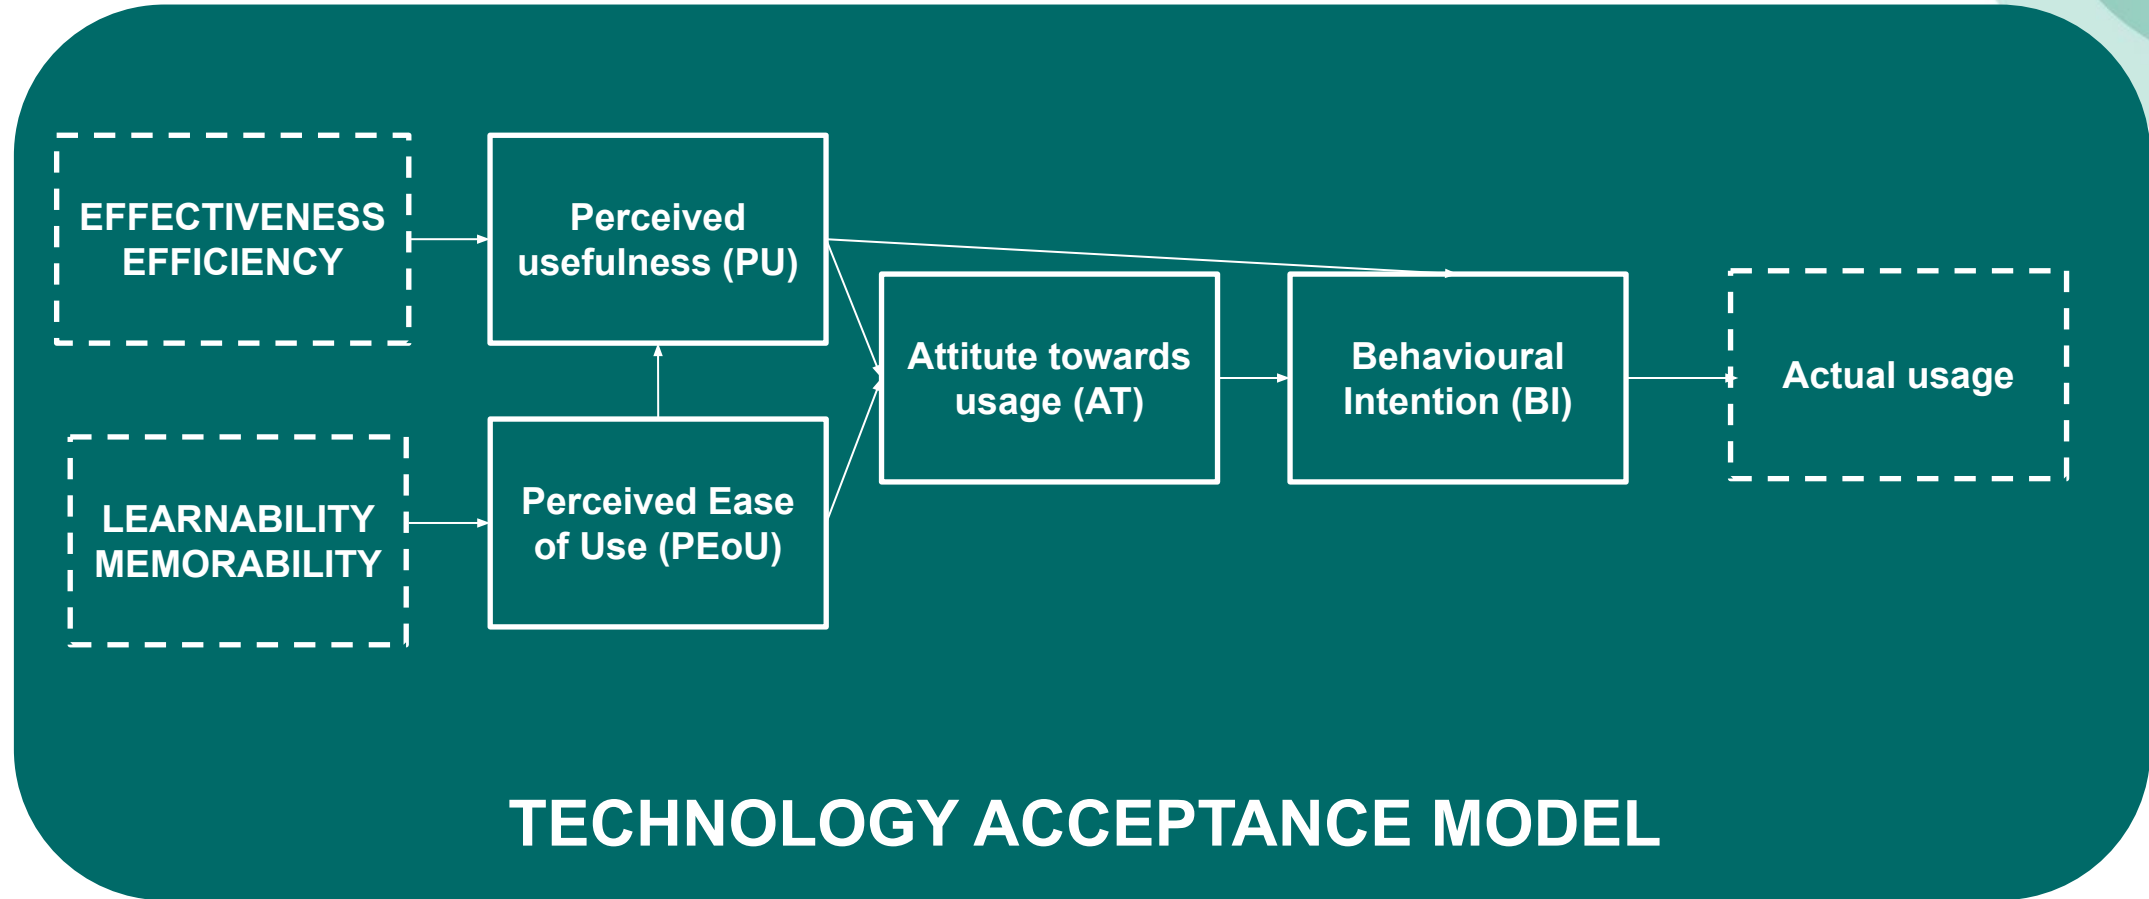 EFFECTIVENESS
EFFICIENCY
Perceived
usefulness (PU)
LEARNABILITY
MEMORABILITY
Perceived Ease
of Use (PEoU)
Attitute towards
usage (AT)
Behavioural
Intention (BI)
Actual usage
TECHNOLOGY ACCEPTANCE MODEL